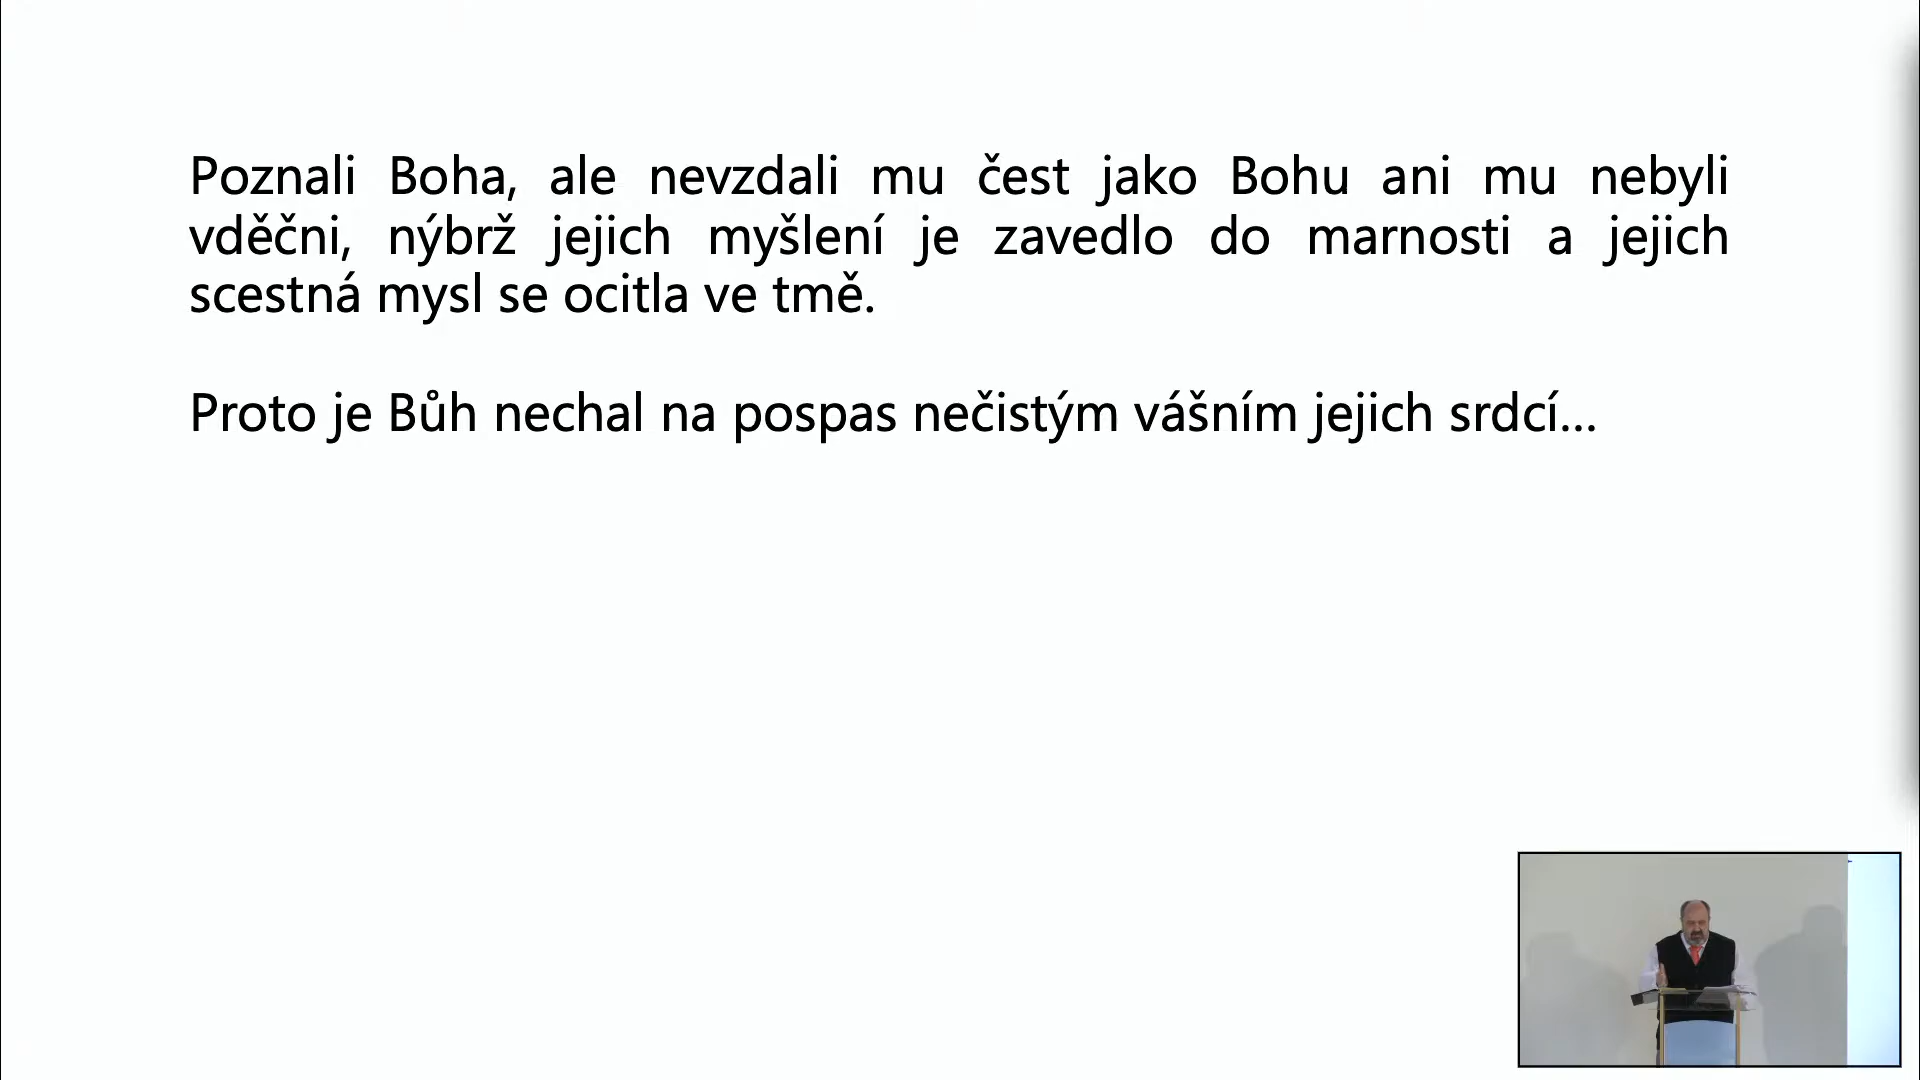 Poznali Boha, ale nevzdali mu čest jako Bohu ani mu nebyli
vděčni, nýbrž jejich myšlení je zavedlo do marnosti a jejich
scestná mysl se ocitla ve tmě.
Proto je Bůh nechal na pospas nečistým vášním jejich srdcí...